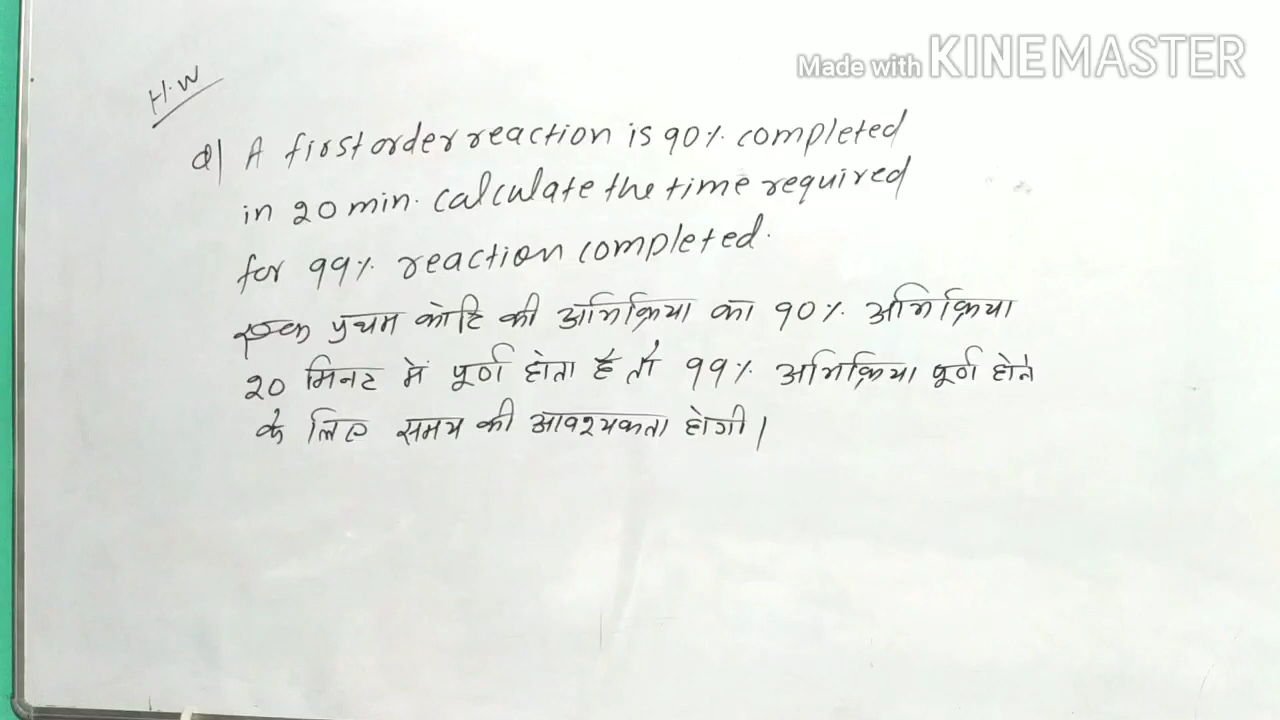 Made with KINEMASTER
H.W
Q| A first order reaction is 90%. completed
in 20 min. calculate the time required
for 99%. reaction completed.
एक प्रथम कोटि की अभिक्रिया का 90%. अभिक्रिया
20 मिनट में पूर्ण होता है तो 99%. अभिक्रिया पूर्ण होने
के लिए समय की आवश्यकता होगी।